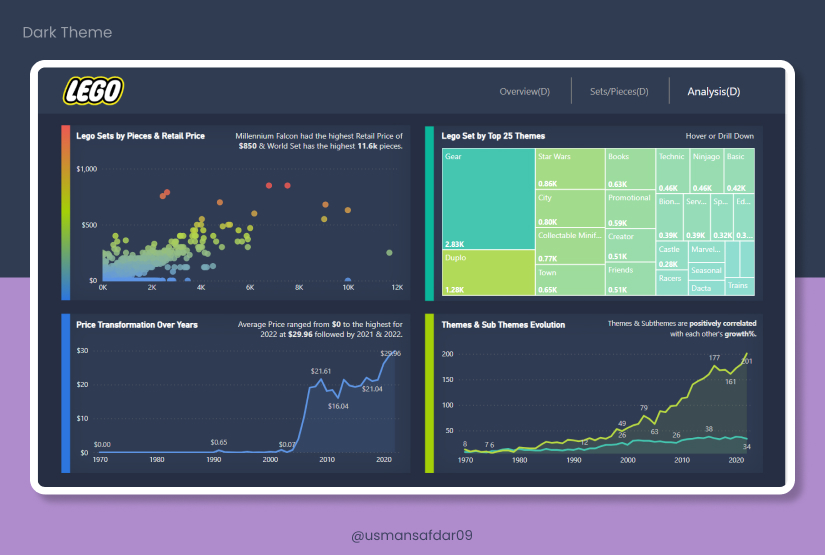 Dark Theme
LEGO
Overview(D)
Sets/Pieces(D)
Analysis(D)
Lego Sets by Pieces & Retail Price
Millennium Falcon had the highest Retail Price of
$850 & World Set has the highest 11.6k pieces.
$1,000
$500
$0
0K 2K 4K 6K 8K 10K 12K
Lego Set by Top 25 Themes
Hover or Drill Down
Gear
2.83K
Duplo
1.28K
Star Wars
0.86K
City
0.80K
Collectable Minif...
0.77K
Town
0.65K
Books
0.63K
Promotional
0.59K
Creator
0.51K
Friends
0.51K
Technic
0.46K
Ninjago
0.46K
Basic
0.42K
Bion...
0.39K
Serv...
0.39K
Sp...
0.32K
Ed...
0.3...
Castle
0.28K
Racers
Marvel...
Seasonal
Dacta
Trains
Price Transformation Over Years
Average Price ranged from $0 to the highest for
2022 at $29.96 followed by 2021 & 2022.
$30
$20
$10
$0
$0.00
$0.65
$0.07
$21.61
$16.04
$21.04
$29.96
1970 1980 1990 2000 2010 2020
Themes & Sub Themes Evolution
Themes & Subthemes are positively correlated
with each other's growth%.
200
150
100
50
8
7 6
12
49
26
79
63
26
177
38
161
201
34
1970 1980 1990 2000 2010 2020
@usmansafdar09